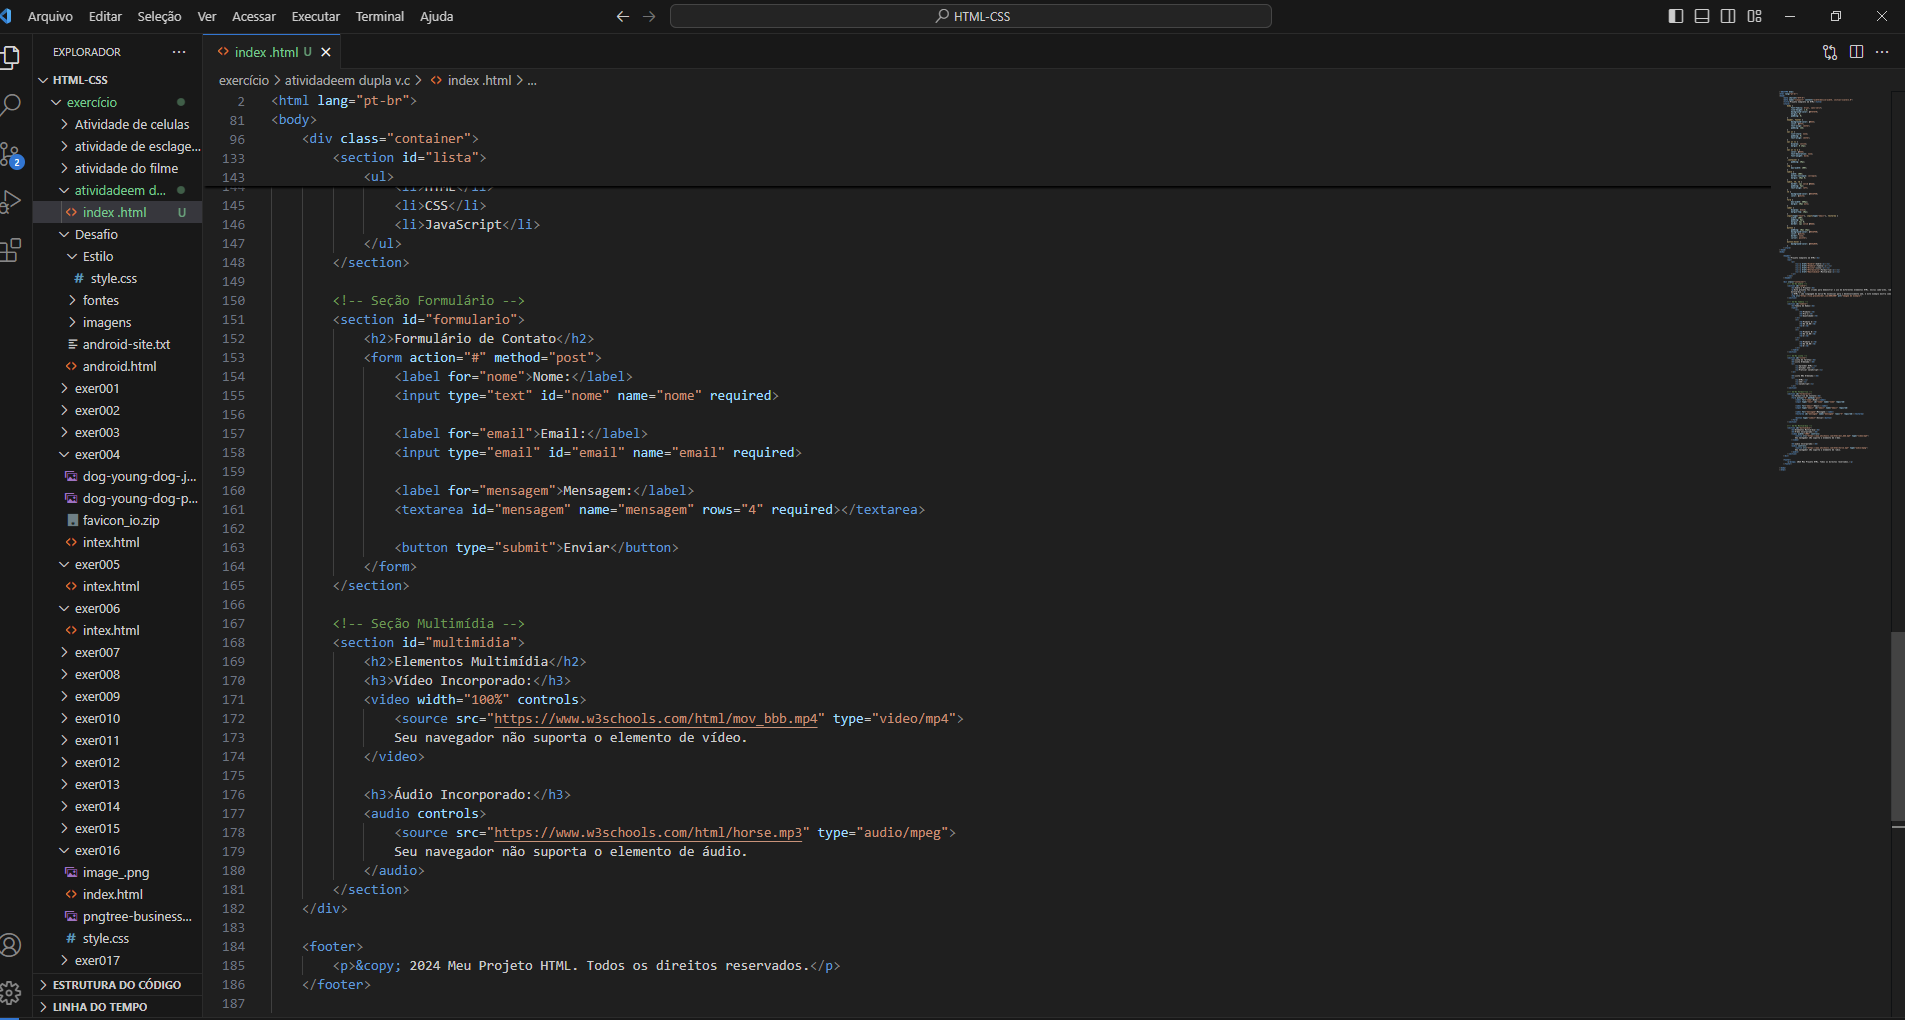 Arquivo Editar Seleção Ver Acessar Executar Terminal Ajuda
HTML-CSS
EXPLORADOR
HTML-CSS
exercício
Atividade de celulas
atividade de esclage...
atividade do filme
atividadeem d...
index .html U
Desafio
Estilo
# style.css
fontes
imagens
android-site.txt
android.html
exer001
exer002
exer003
exer004
dog-young-dog-.j...
dog-young-dog-p...
favicon_io.zip
intex.html
exer005
intex.html
exer006
intex.html
exer007
exer008
exer009
exer010
exer011
exer012
exer013
exer014
exer015
exer016
image_.png
index.html
pngtree-business...
# style.css
exer017
ESTRUTURA DO CÓDIGO
LINHA DO TEMPO
2
index .html U
exercício > atividadeem dupla v.c > index .html > ...
2 <html lang="pt-br">
81 <body>
96 <div class="container">
133 <section id="lista">
143 <ul>
144 <li>HTML</li>
145 <li>CSS</li>
146 <li>JavaScript</li>
147 </ul>
148 </section>
149
150 <!-- Seção Formulário -->
151 <section id="formulario">
152 <h2>Formulário de Contato</h2>
153 <form action="#" method="post">
154 <label for="nome">Nome:</label>
155 <input type="text" id="nome" name="nome" required>
156
157 <label for="email">Email:</label>
158 <input type="email" id="email" name="email" required>
159
160 <label for="mensagem">Mensagem:</label>
161 <textarea id="mensagem" name="mensagem" rows="4" required></textarea>
162
163 <button type="submit">Enviar</button>
164 </form>
165 </section>
166
167 <!-- Seção Multimídia -->
168 <section id="multimidia">
169 <h2>Elementos Multimídia</h2>
170 <h3>Vídeo Incorporado:</h3>
171 <video width="100%" controls>
172 <source src="https://www.w3schools.com/html/mov_bbb.mp4" type="video/mp4">
173 Seu navegador não suporta o elemento de vídeo.
174 </video>
175
176 <h3>Áudio Incorporado:</h3>
177 <audio controls>
178 <source src="https://www.w3schools.com/html/horse.mp3" type="audio/mpeg">
179 Seu navegador não suporta o elemento de áudio.
180 </audio>
181 </section>
182 </div>
183
184 <footer>
185 <p>&copy; 2024 Meu Projeto HTML. Todos os direitos reservados.</p>
186 </footer>
187